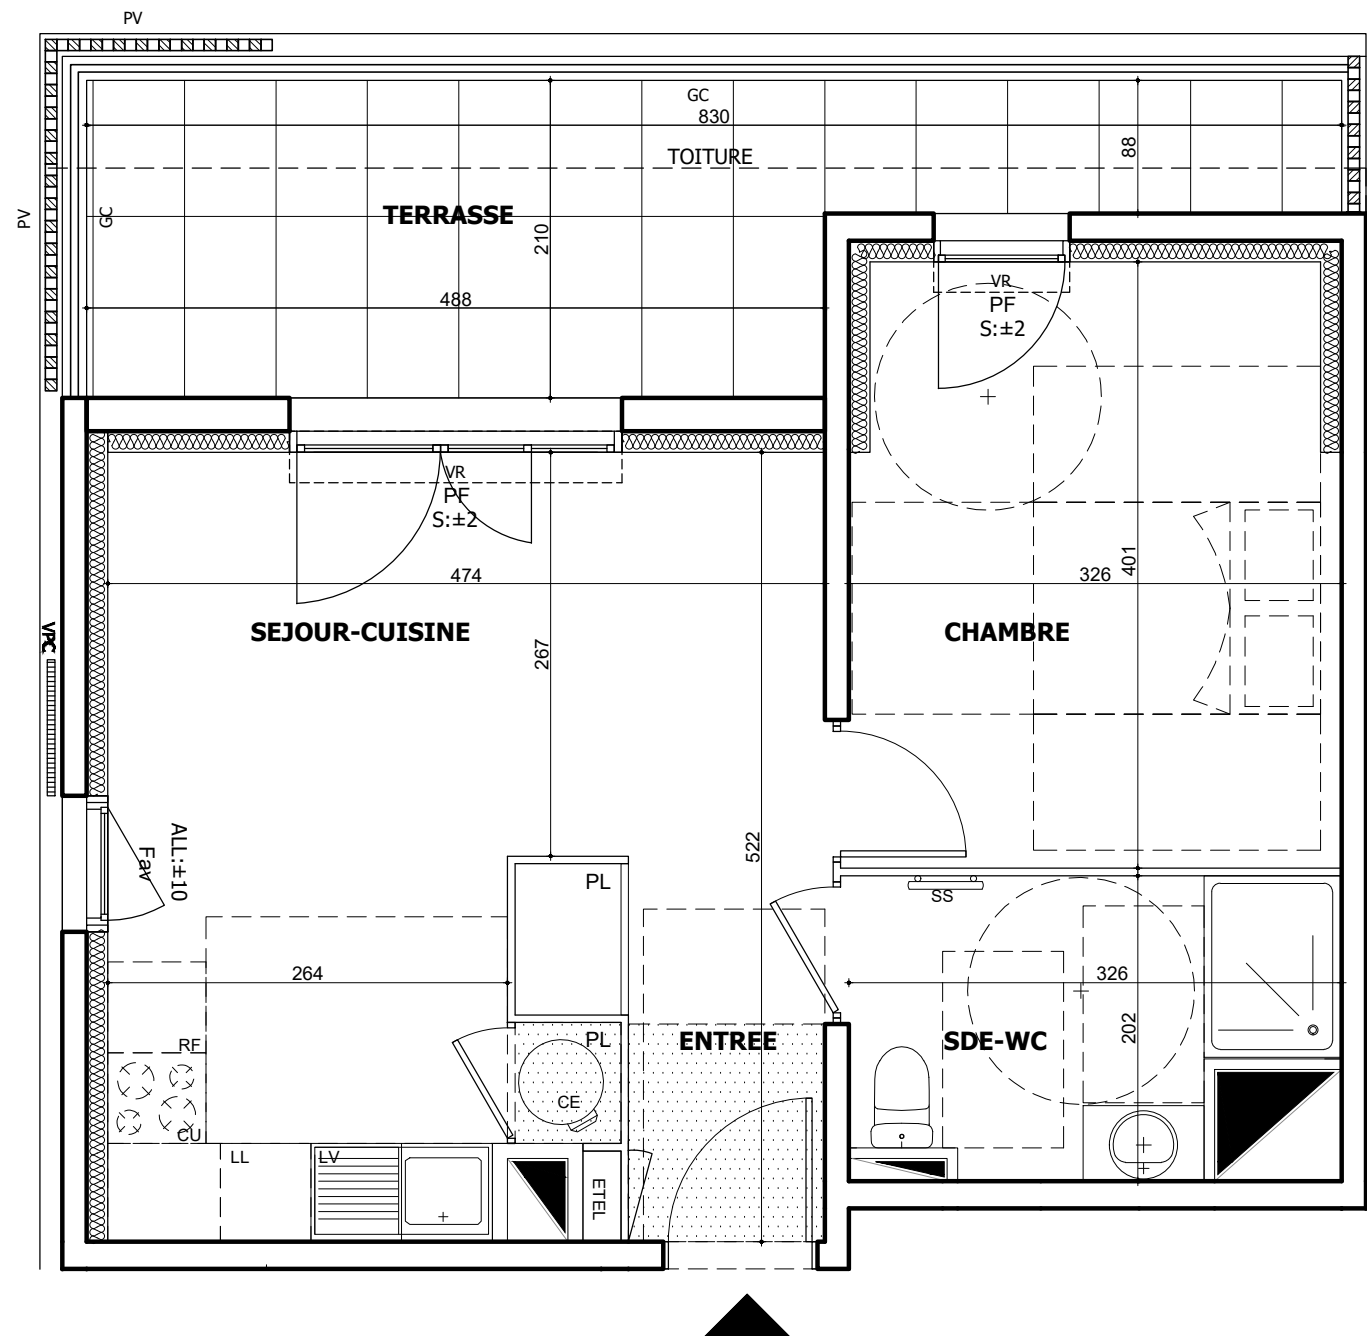 PV
GC
830
TOITURE
88
PV
GC
TERRASSE
210
488
VR
PF
S:±2
VR
PF
S:±2
474
326
401
SEJOUR-CUISINE
CHAMBRE
267
VPC
522
ALL:±10
Fav
PL
SS
264
326
202
RF
PL
ENTREE
SDE-WC
CE
CU
LL
LV
ETEL